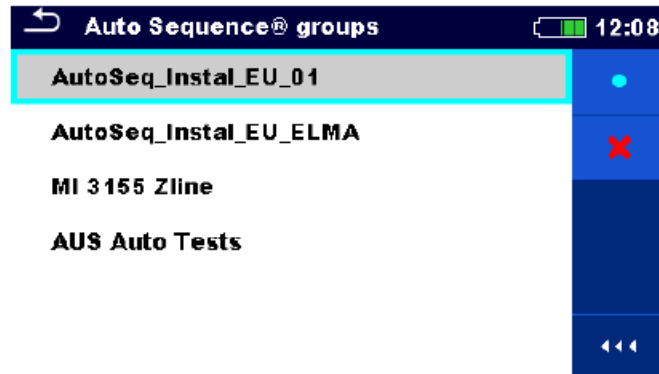 Auto Sequence® groups 12:08
AutoSeq_Instal_EU_01
AutoSeq_Instal_EU_ELMA
MI 3155 Zline
AUS Auto Tests